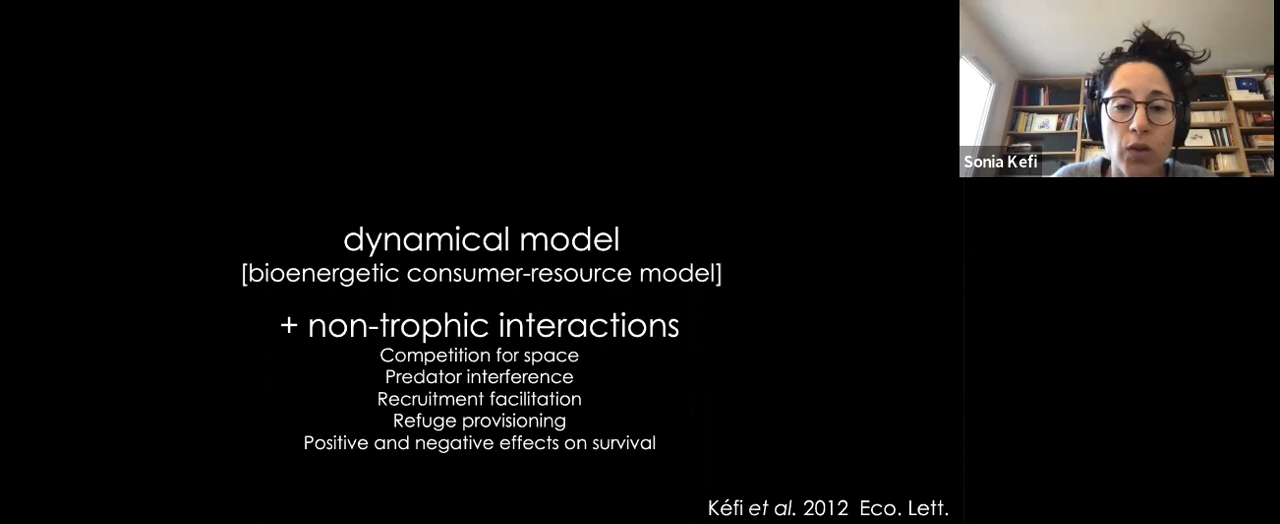 Sonia Kefi
dynamical model
[bioenergetic consumer-resource model]
+ non-trophic interactions
Competition for space
Predator interference
Recruitment facilitation
Refuge provisioning
Positive and negative effects on survival
Kéfi et al. 2012 Eco. Lett.